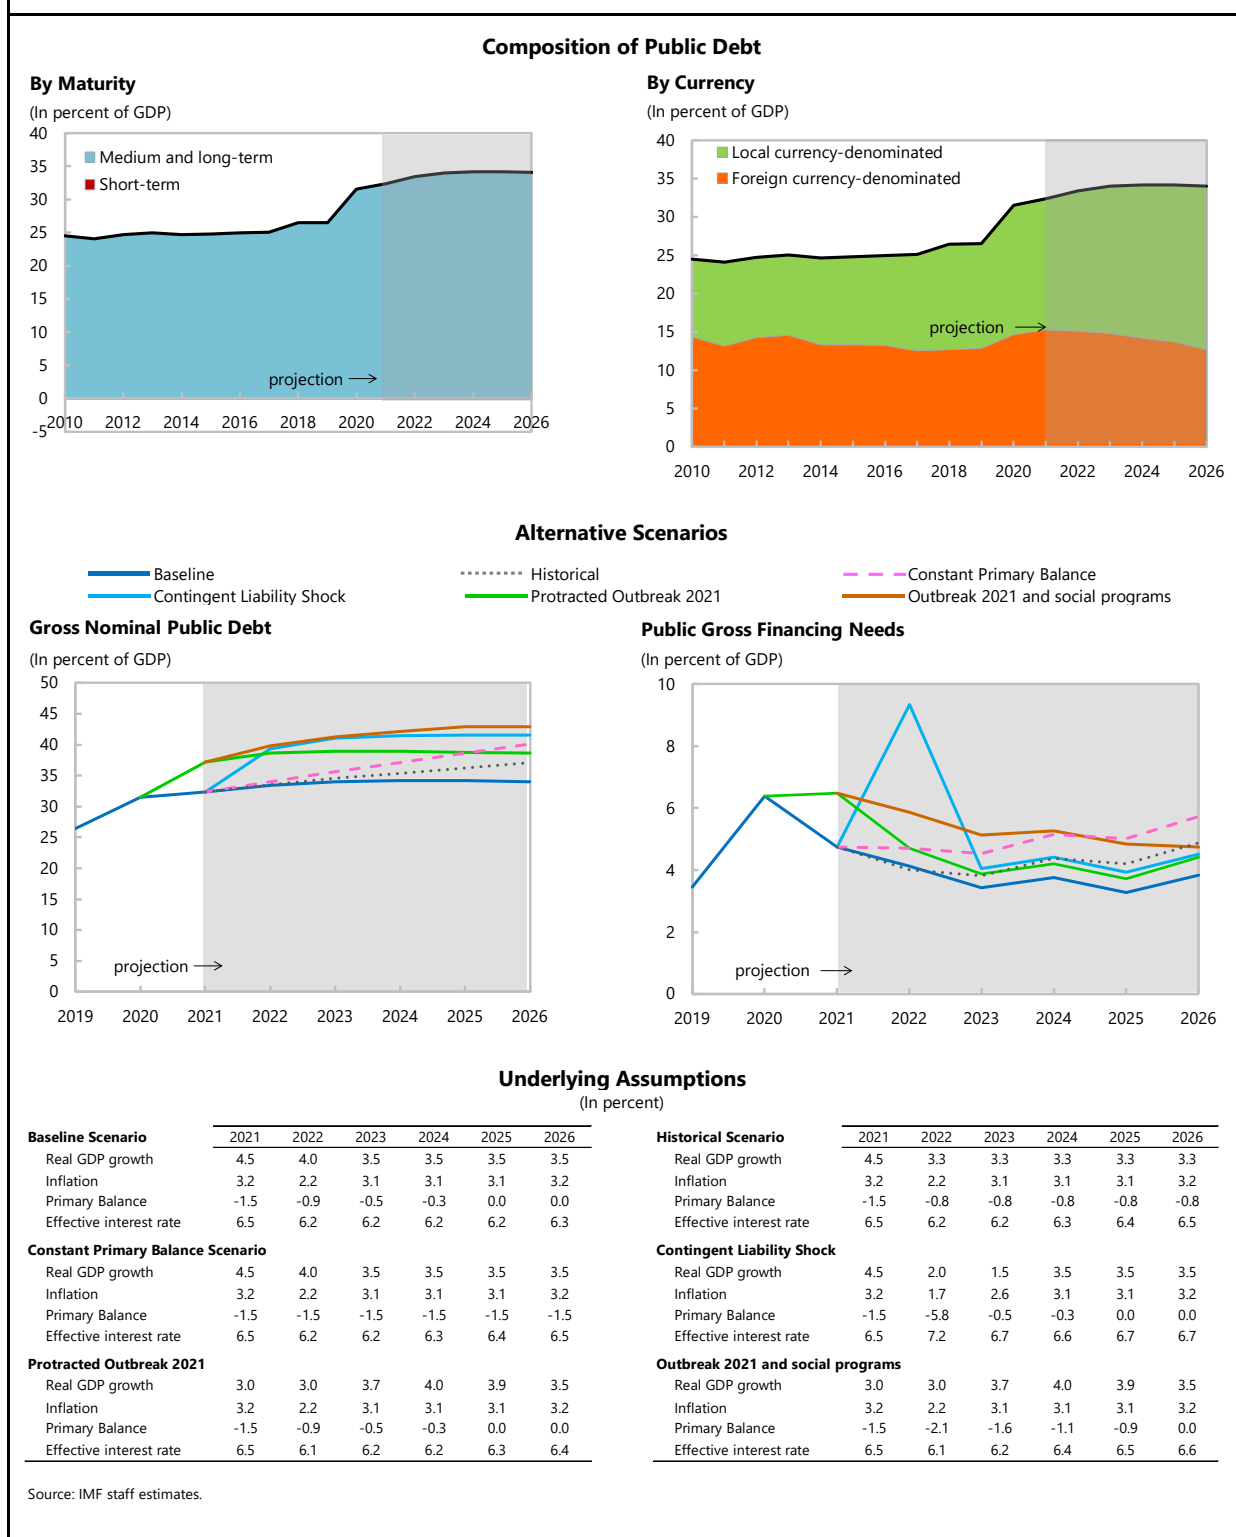 Composition of Public Debt
By Maturity
(In percent of GDP)
40
35
30
25
20
15
10
5
0
-5
Medium and long-term
Short-term
projection
2010 2012 2014 2016 2018 2020 2022 2024 2026
By Currency
(In percent of GDP)
40
35
30
25
20
15
10
5
0
Local currency-denominated
Foreign currency-denominated
projection
2010 2012 2014 2016 2018 2020 2022 2024 2026
Alternative Scenarios
Baseline Historical Constant Primary Balance
Contingent Liability Shock Protracted Outbreak 2021 Outbreak 2021 and social programs
Gross Nominal Public Debt
(In percent of GDP)
50
45
40
35
30
25
20
15
10
5
0
projection
2019 2020 2021 2022 2023 2024 2025 2026
Public Gross Financing Needs
(In percent of GDP)
10
8
6
4
2
0
projection
2019 2020 2021 2022 2023 2024 2025 2026
Underlying Assumptions
(In percent)
Baseline Scenario 2021 2022 2023 2024 2025 2026
Real GDP growth 4.5 4.0 3.5 3.5 3.5 3.5
Inflation 3.2 2.2 3.1 3.1 3.1 3.2
Primary Balance -1.5 -0.9 -0.5 -0.3 0.0 0.0
Effective interest rate 6.5 6.2 6.2 6.2 6.2 6.3
Constant Primary Balance Scenario
Real GDP growth 4.5 4.0 3.5 3.5 3.5 3.5
Inflation 3.2 2.2 3.1 3.1 3.1 3.2
Primary Balance -1.5 -1.5 -1.5 -1.5 -1.5 -1.5
Effective interest rate 6.5 6.2 6.2 6.3 6.4 6.5
Protracted Outbreak 2021
Real GDP growth 3.0 3.0 3.7 4.0 3.9 3.5
Inflation 3.2 2.2 3.1 3.1 3.1 3.2
Primary Balance -1.5 -0.9 -0.5 -0.3 0.0 0.0
Effective interest rate 6.5 6.1 6.2 6.2 6.3 6.4
Historical Scenario 2021 2022 2023 2024 2025 2026
Real GDP growth 4.5 3.3 3.3 3.3 3.3 3.3
Inflation 3.2 2.2 3.1 3.1 3.1 3.2
Primary Balance -1.5 -0.8 -0.8 -0.8 -0.8 -0.8
Effective interest rate 6.5 6.2 6.2 6.3 6.4 6.5
Contingent Liability Shock
Real GDP growth 4.5 2.0 1.5 3.5 3.5 3.5
Inflation 3.2 1.7 2.6 3.1 3.1 3.2
Primary Balance -1.5 -5.8 -0.5 -0.3 0.0 0.0
Effective interest rate 6.5 7.2 6.7 6.6 6.7 6.7
Outbreak 2021 and social programs
Real GDP growth 3.0 3.0 3.7 4.0 3.9 3.5
Inflation 3.2 2.2 3.1 3.1 3.1 3.2
Primary Balance -1.5 -2.1 -1.6 -1.1 -0.9 0.0
Effective interest rate 6.5 6.1 6.2 6.4 6.5 6.6
Source: IMF staff estimates.